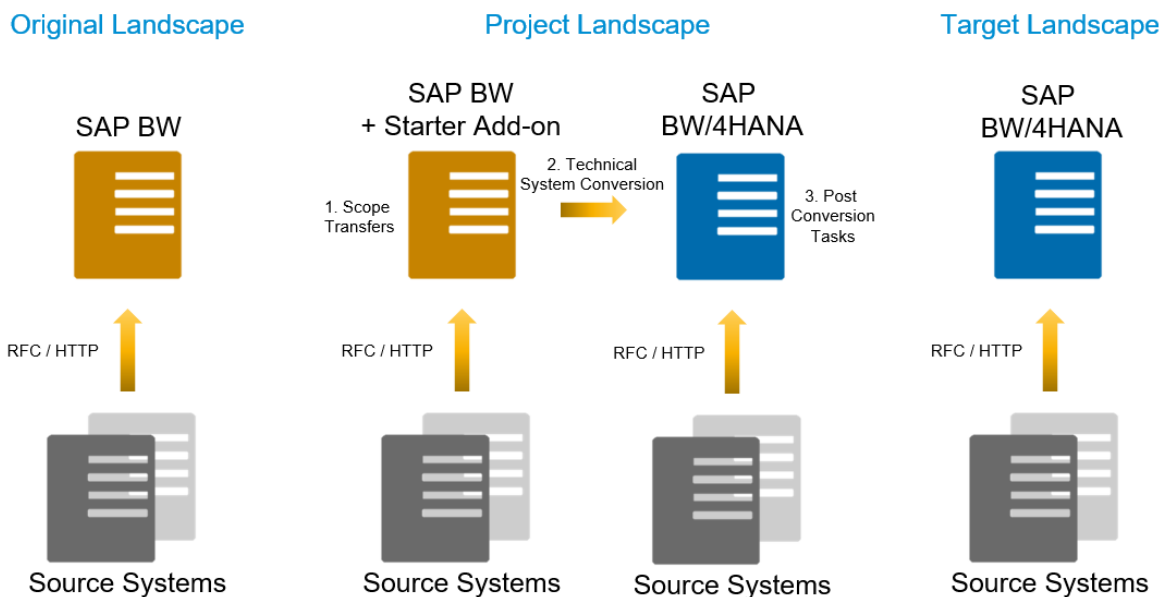 Original Landscape
Project Landscape
Target Landscape
SAP BW
SAP BW
+ Starter Add-on
SAP
BW/4HANA
SAP
BW/4HANA
1. Scope
Transfers
2. Technical
System Conversion
3. Post
Conversion
Tasks
RFC / HTTP
RFC / HTTP
RFC / HTTP
RFC / HTTP
Source Systems
Source Systems
Source Systems
Source Systems